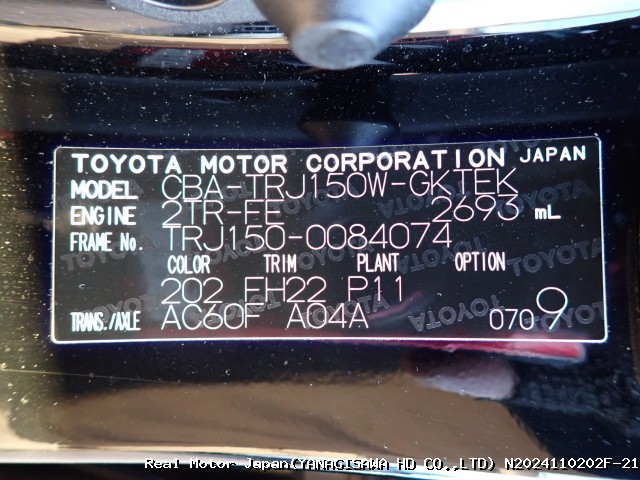 TOYOTA MOTOR CORPORATION JAPAN
MODEL CBA-TRJ150W-GKTEK
ENGINE 2TR-FE 2693 mL
FRAME No. TRJ150-0084074
COLOR TRIM PLANT OPTION
202 FH22 P11
TRANS./AXLE AC60F A04A 0709
Real Motor Japan(YANAGISAWA HD CO.,LTD) N2024110202F-21